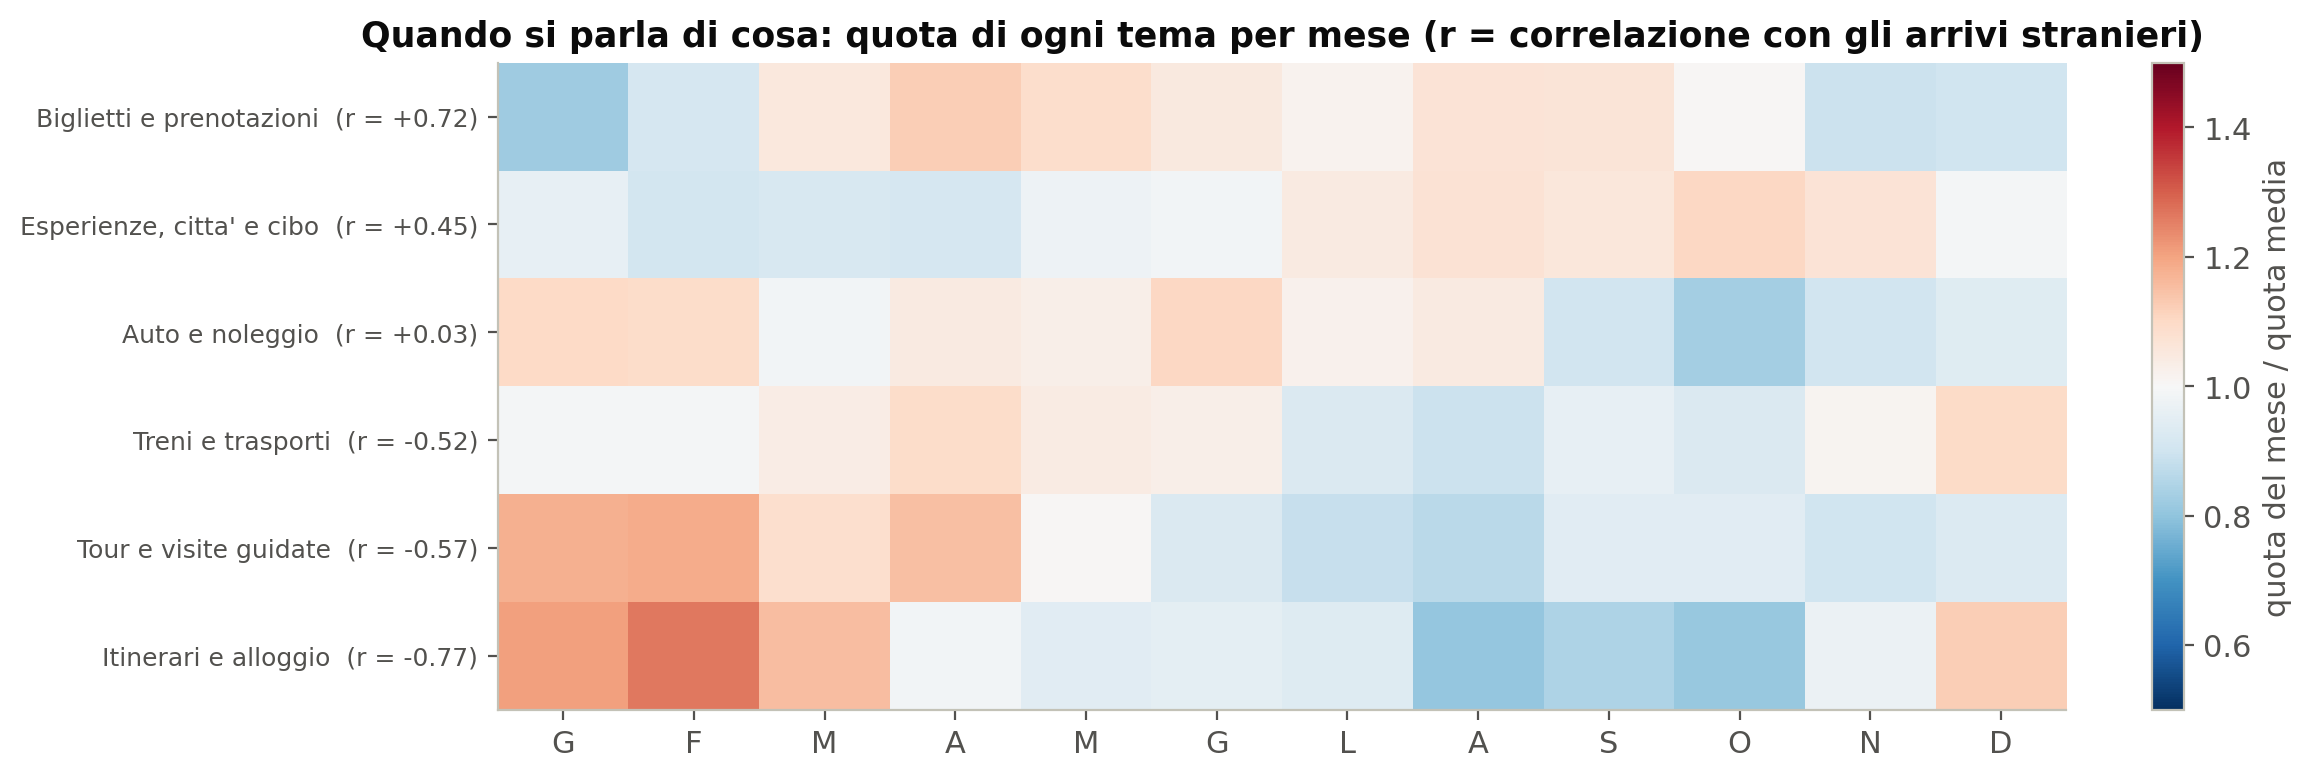 Quando si parla di cosa: quota di ogni tema per mese (r = correlazione con gli arrivi stranieri)
Biglietti e prenotazioni (r = +0.72)
Esperienze, citta' e cibo (r = +0.45)
Auto e noleggio (r = +0.03)
Treni e trasporti (r = -0.52)
Tour e visite guidate (r = -0.57)
Itinerari e alloggio (r = -0.77)
G F M A M G L A S O N D
1.4
1.2
1.0
0.8
0.6
quota del mese / quota media